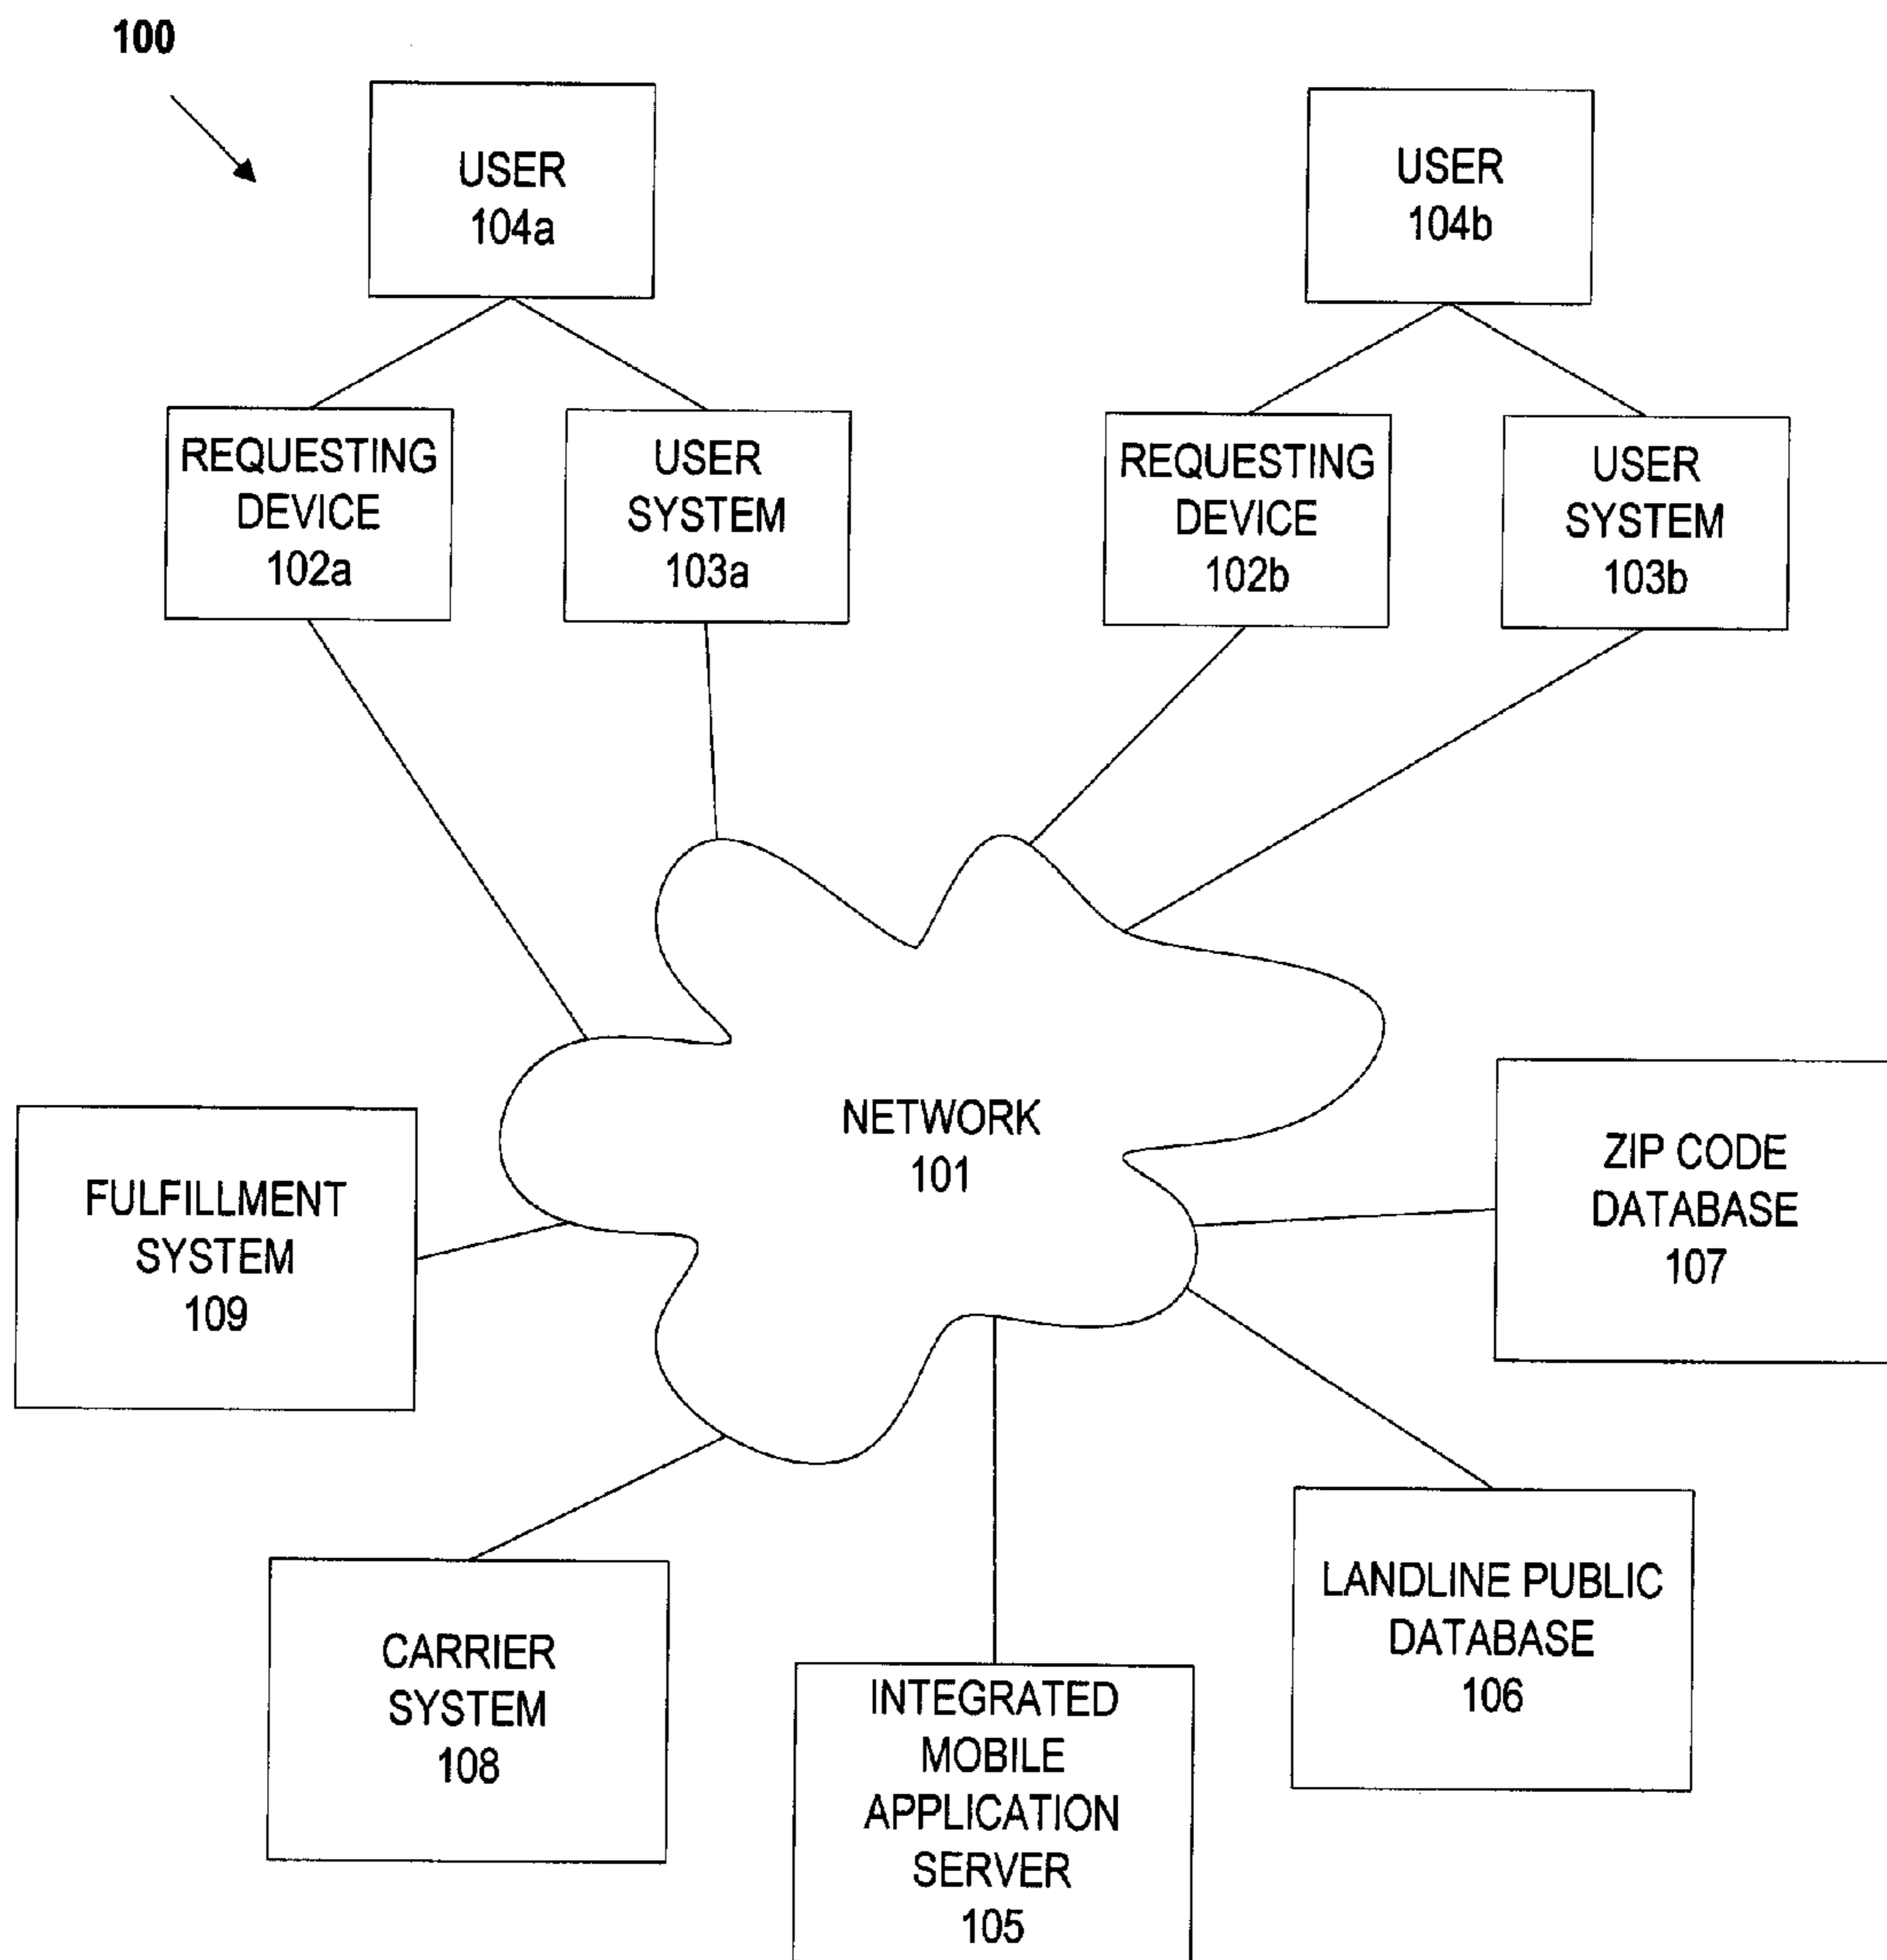 100
USER
104a
USER
104b
REQUESTING
DEVICE
102a
USER
SYSTEM
103a
REQUESTING
DEVICE
102b
USER
SYSTEM
103b
NETWORK
101
FULFILLMENT
SYSTEM
109
ZIP CODE
DATABASE
107
CARRIER
SYSTEM
108
INTEGRATED
MOBILE
APPLICATION
SERVER
105
LANDLINE PUBLIC
DATABASE
106